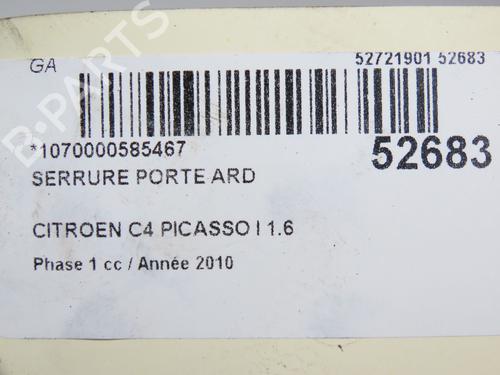 GA
52721901 52683
*1070000585467
52683
SERRURE PORTE ARD
CITROEN C4 PICASSO I 1.6
Phase 1 cc / Année 2010
B-PARTS